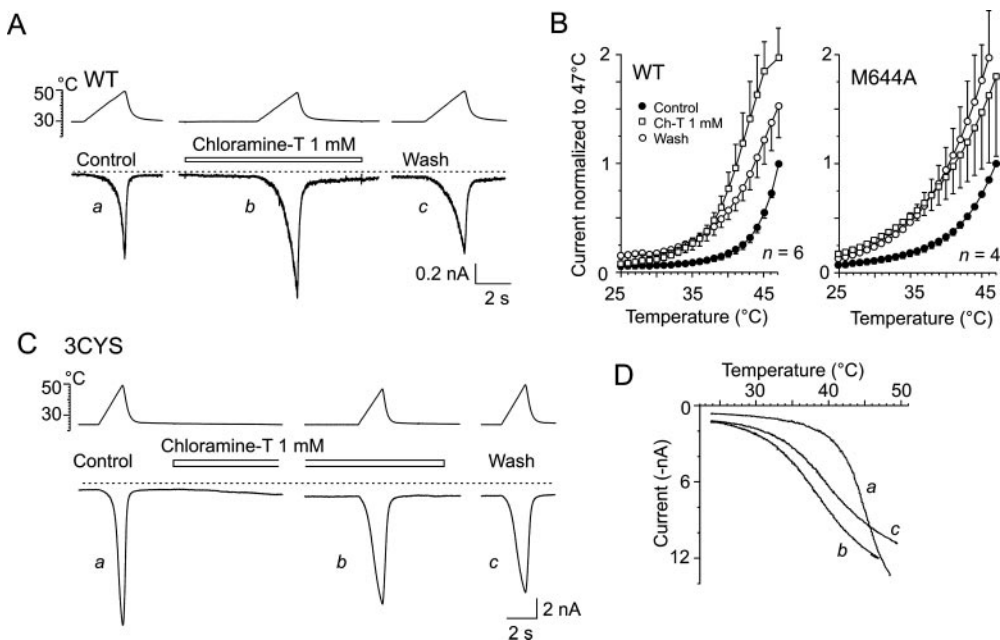 A
WT
°C
50
30
Control
Chloramine-T 1 mM
Wash
a
b
c
0.2 nA
2 s
B
Current normalized to 47°C
2
1
0
WT
Control
Ch-T 1 mM
Wash
n = 6
25 35 45
Temperature (°C)
2
1
0
M644A
n = 4
25 35 45
Temperature (°C)
C
3CYS
°C
50
30
Control
Chloramine-T 1 mM
Wash
a
b
c
2 nA
2 s
D
Temperature (°C)
30 40 50
0
6
12
Current (-nA)
a
c
b